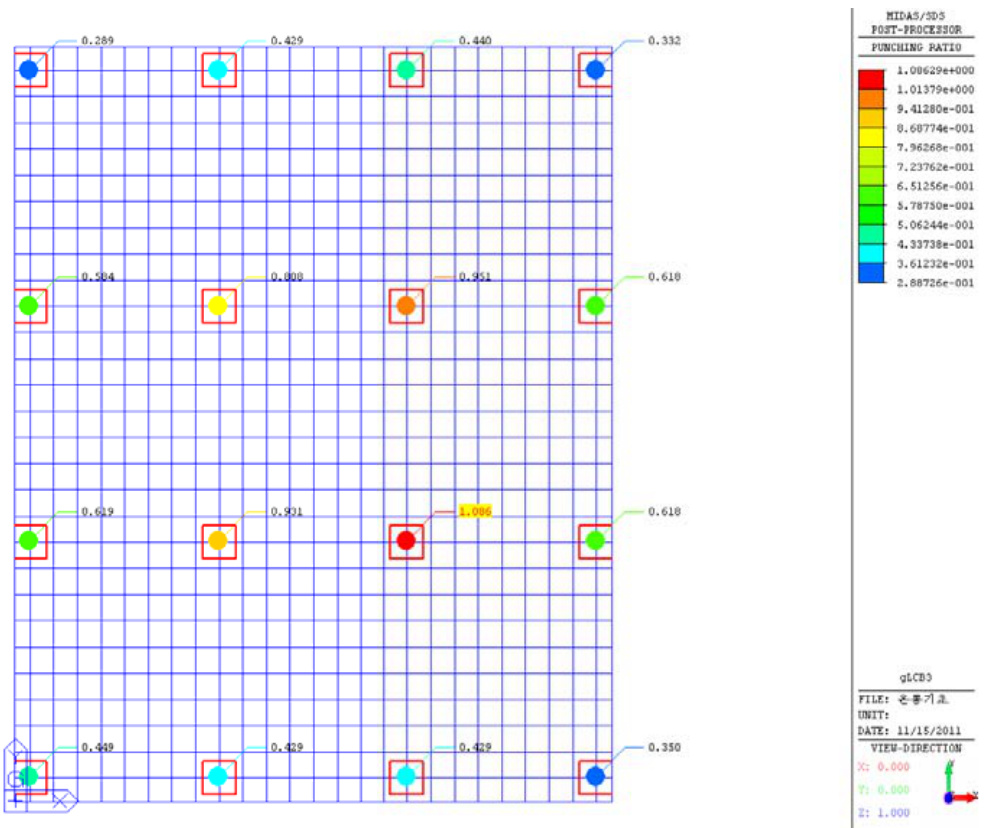 0.289
0.429
0.440
0.332
0.584
0.808
0.951
0.618
0.619
0.931
1.086
0.618
0.449
0.429
0.429
0.350
Y
X
MIDAS/SDS
POST-PROCESSOR
PUNCHING RATIO
1.08629e+000
1.01379e+000
9.41280e-001
8.68774e-001
7.96268e-001
7.23762e-001
6.51256e-001
5.78750e-001
5.06244e-001
4.33738e-001
3.61232e-001
2.88726e-001
gLCB3
FILE: 온통기초
UNIT:
DATE: 11/15/2011
VIEW-DIRECTION
X: 0.000
Y: 0.000
Z: 1.000